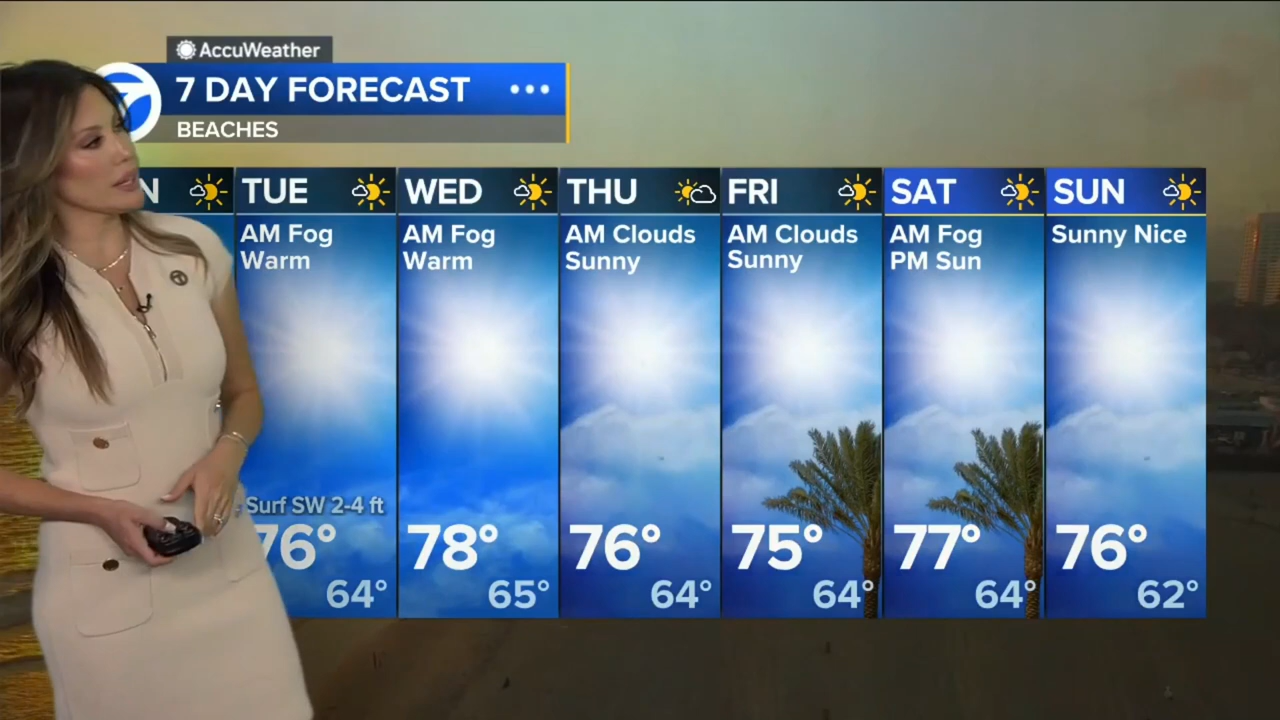 AccuWeather
7 DAY FORECAST
BEACHES
N
TUE
AM Fog
Warm
Surf SW 2-4 ft
76°
64°
WED
AM Fog
Warm
78°
65°
THU
AM Clouds
Sunny
76°
64°
FRI
AM Clouds
Sunny
75°
64°
SAT
AM Fog
PM Sun
77°
64°
SUN
Sunny Nice
76°
62°